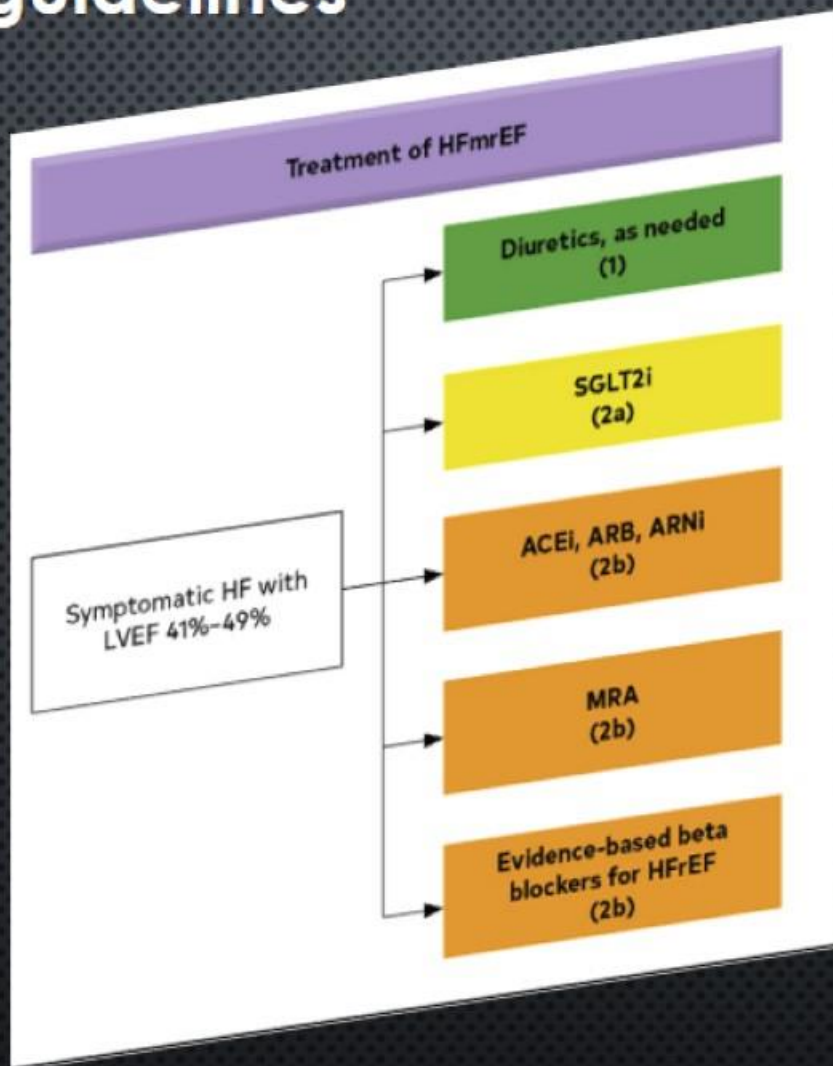 guidelines
Treatment of HFmrEF
Diuretics, as needed
(1)
SGLT2i
(2a)
Symptomatic HF with
LVEF 41%–49%
ACEi, ARB, ARNi
(2b)
MRA
(2b)
Evidence-based beta
blockers for HFrEF
(2b)